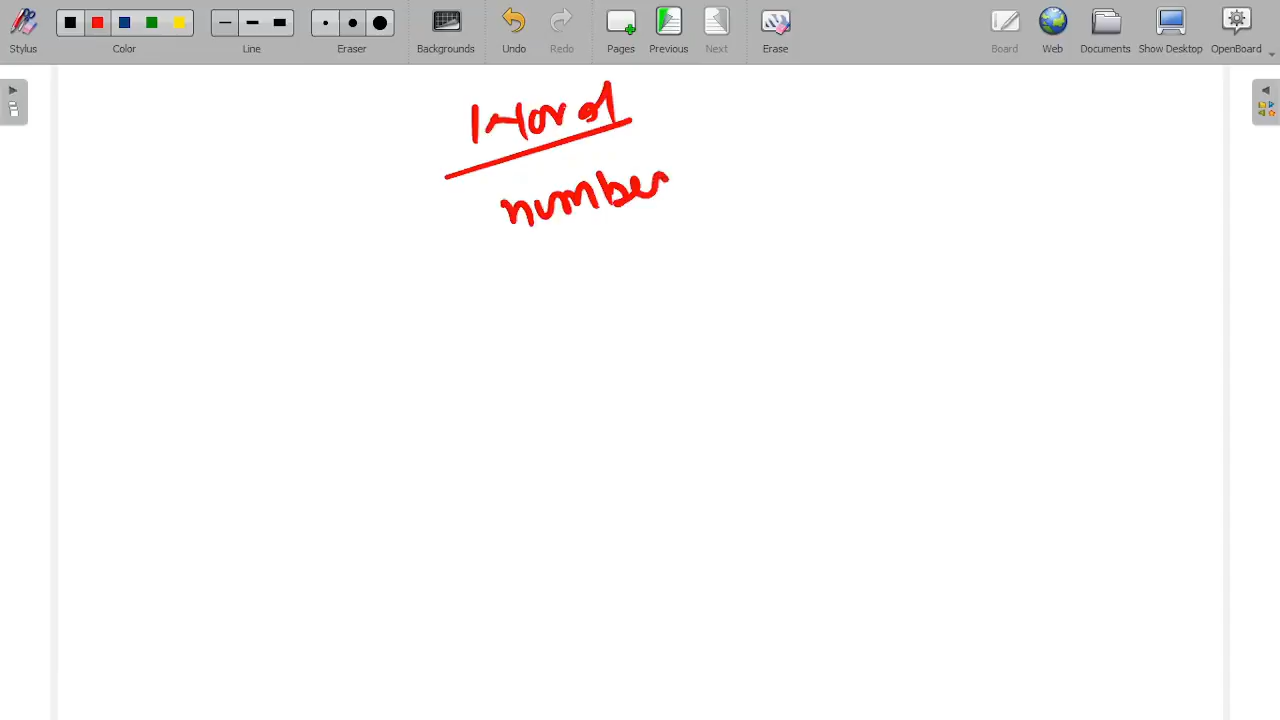 Stylus
Color
Line
Eraser
Backgrounds
Undo
Redo
Pages
Previous
Next
Erase
Board
Web
Documents
Show Desktop
OpenBoard
number